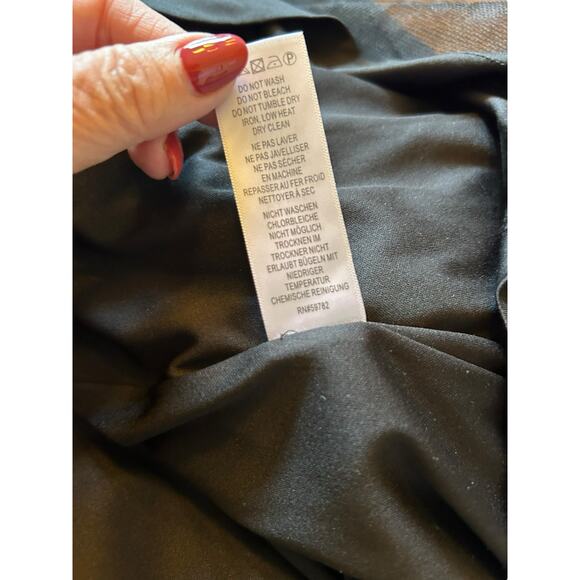 DO NOT WASH
DO NOT BLEACH
DO NOT TUMBLE DRY
IRON, LOW HEAT
DRY CLEAN
NE PAS LAVER
NE PAS JAVELLISER
NE PAS SÉCHER
EN MACHINE
REPASSER AU FER FROID
NETTOYER À SEC
NICHT WASCHEN
CHLORBLEICHE
NICHT MÖGLICH
TROCKNEN IM
TROCKNER NICHT
ERLAUBT BÜGELN MIT
NIEDRIGER
TEMPERATUR
CHEMISCHE REINIGUNG
RN#59782